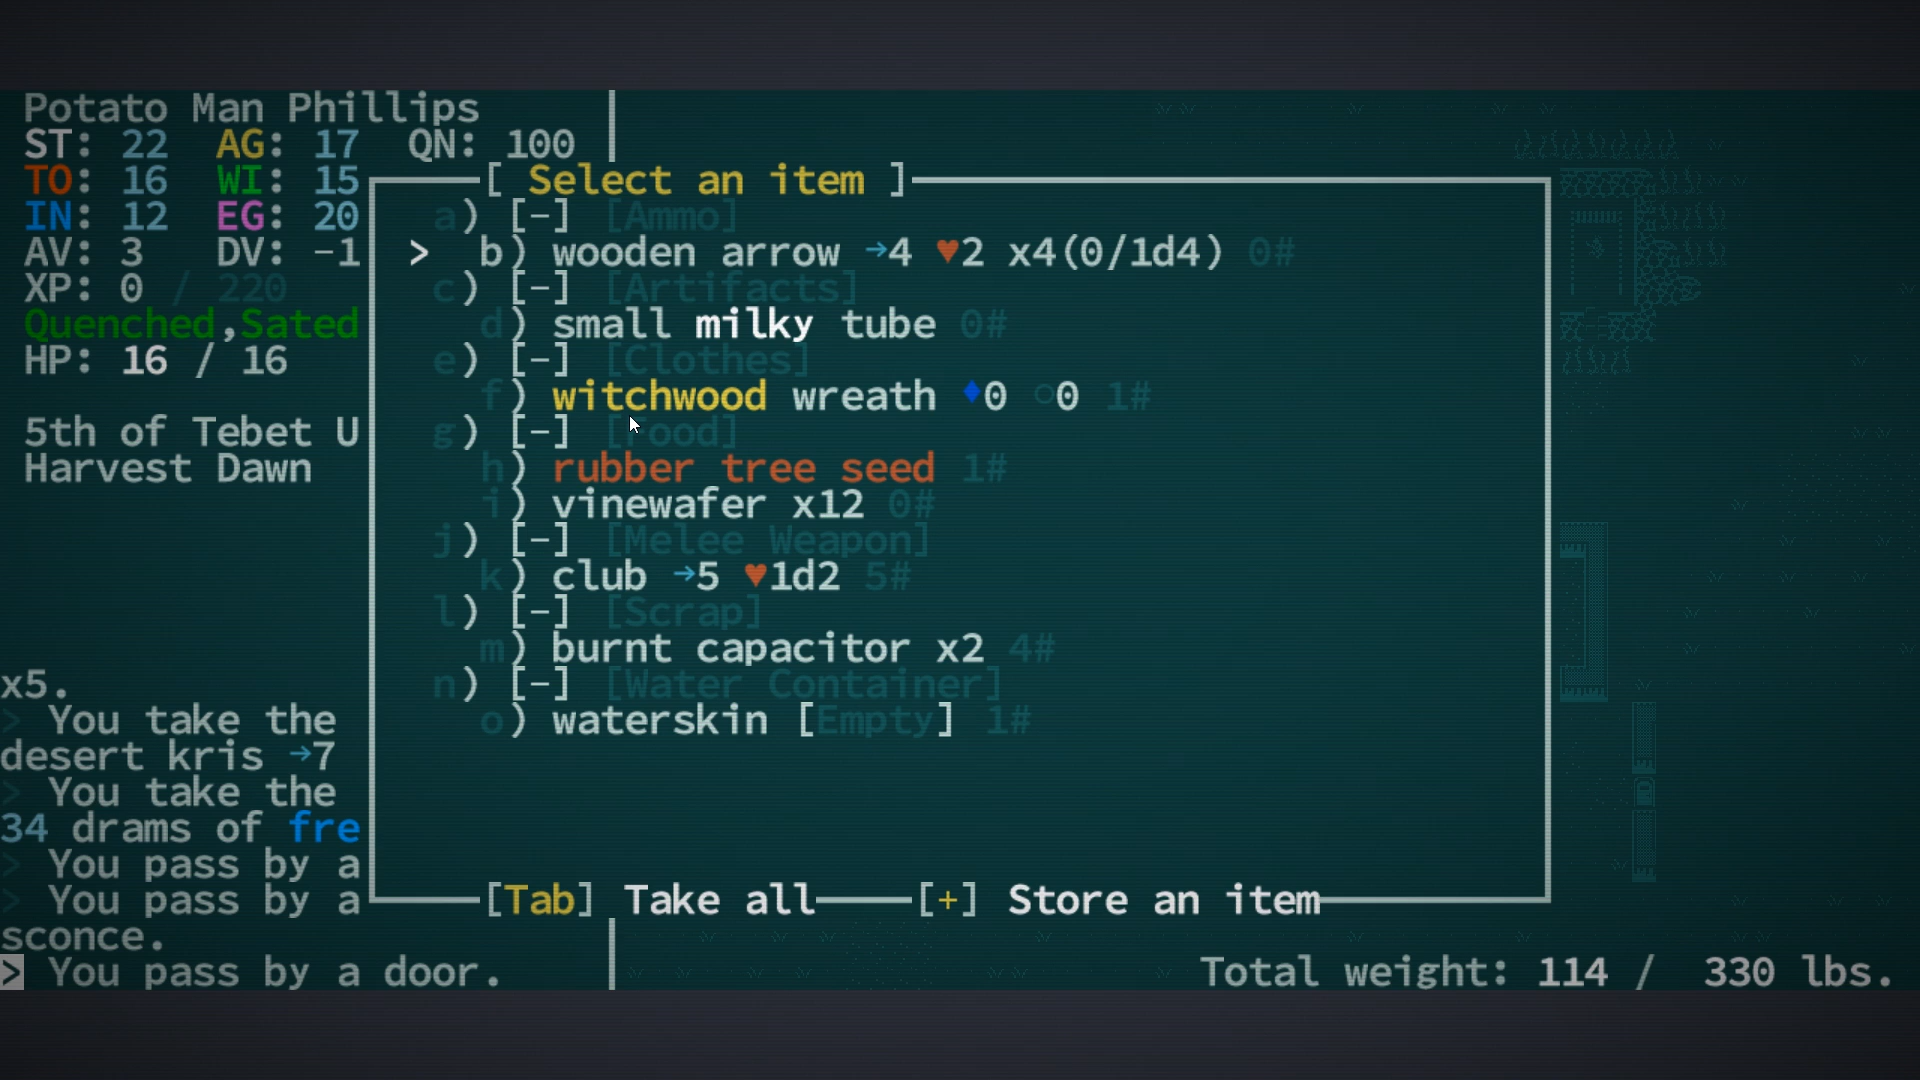 Potato Man Phillips
ST: 22 AG: 17 QN: 100
TO: 16 WI: 15
IN: 12 EG: 20
AV: 3 DV: -1
XP: 0 / 220
Quenched,Sated
HP: 16 / 16
5th of Tebet U
Harvest Dawn
x5.
> You take the
desert kris →7
> You take the
34 drams of fre
> You pass by a
> You pass by a
sconce.
> You pass by a door.
[ Select an item ]
a) [-] [Ammo]
> b) wooden arrow →4 ♥2 x4(0/1d4) 0#
c) [-] [Artifacts]
d) small milky tube 0#
e) [-] [Clothes]
f) witchwood wreath ♦0 ○0 1#
g) [-] [Food]
h) rubber tree seed 1#
i) vinewafer x12 0#
j) [-] [Melee Weapon]
k) club →5 ♥1d2 5#
l) [-] [Scrap]
m) burnt capacitor x2 4#
n) [-] [Water Container]
o) waterskin [Empty] 1#
[Tab] Take all [+] Store an item
Total weight: 114 / 330 lbs.